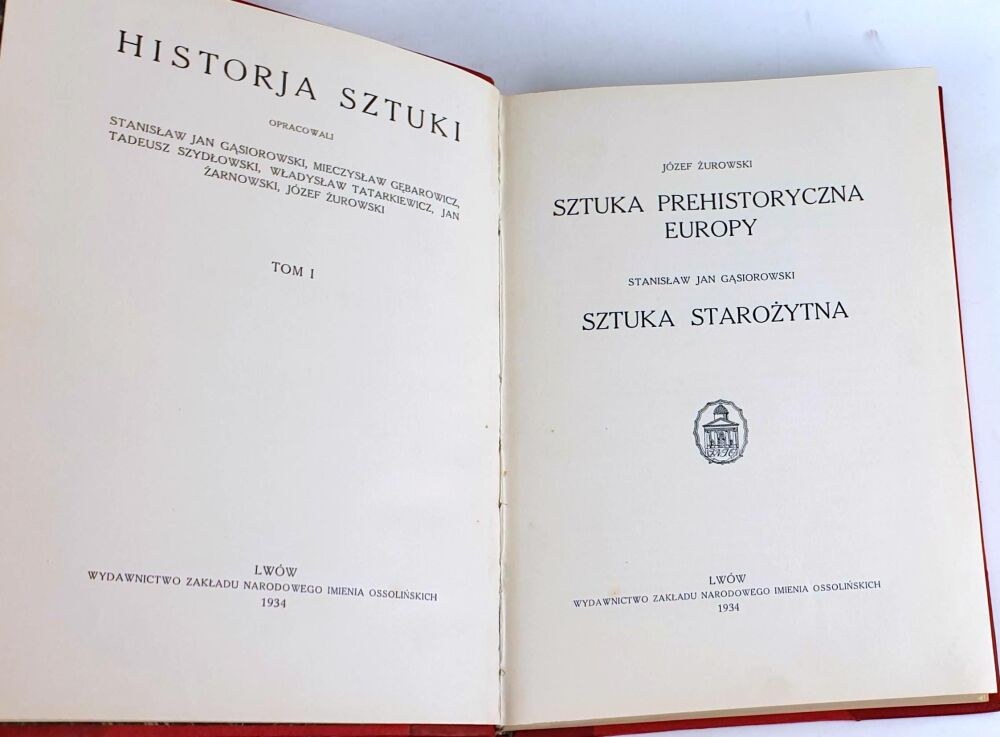 HISTORJA SZTUKI
OPRACOWALI
STANISŁAW JAN GĄSIOROWSKI, MIECZYSŁAW GĘBAROWICZ,
TADEUSZ SZYDŁOWSKI, WŁADYSŁAW TATARKIEWICZ, JAN
ŻARNOWSKI, JÓZEF ŻUROWSKI
TOM I
LWÓW
WYDAWNICTWO ZAKŁADU NARODOWEGO IMIENIA OSSOLIŃSKICH
1934
JÓZEF ŻUROWSKI
SZTUKA PREHISTORYCZNA
EUROPY
STANISŁAW JAN GĄSIOROWSKI
SZTUKA STAROŻYTNA
LWÓW
WYDAWNICTWO ZAKŁADU NARODOWEGO IMIENIA OSSOLIŃSKICH
1934